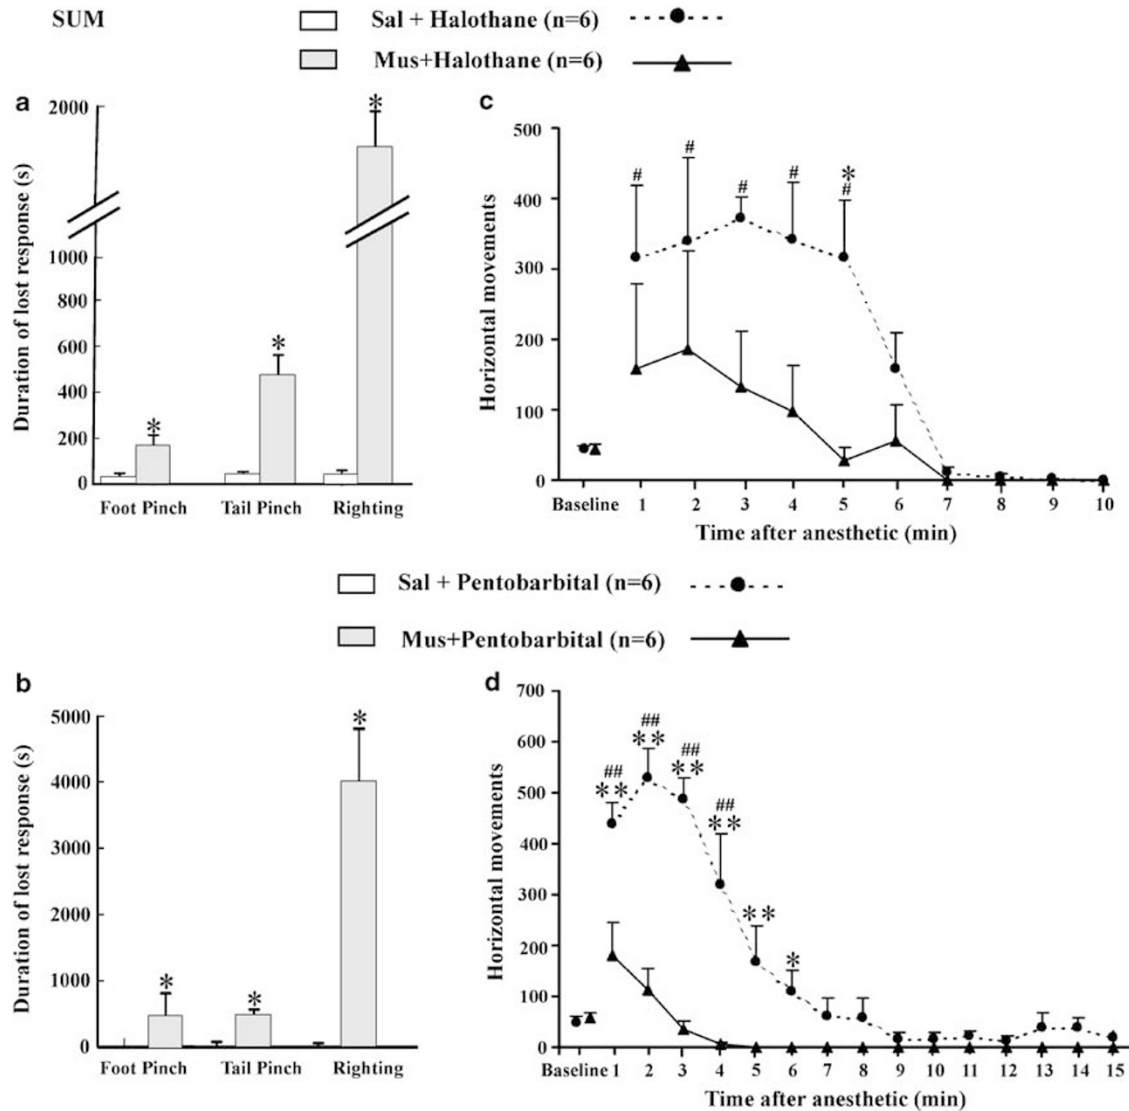 SUM
Sal + Halothane (n=6)
Mus+Halothane (n=6)
a
Duration of lost response (s)
2000
1000
800
600
400
200
0
*
*
*
Foot Pinch Tail Pinch Righting
c
Horizontal movements
500
400
300
200
100
0
# # # # *
#
Baseline 1 2 3 4 5 6 7 8 9 10
Time after anesthetic (min)
Sal + Pentobarbital (n=6)
Mus+Pentobarbital (n=6)
b
Duration of lost response (s)
5000
4000
3000
2000
1000
0
*
*
*
Foot Pinch Tail Pinch Righting
d
Horizontal movements
700
600
500
400
300
200
100
0
## ## ## ##
** ** ** ** ** *
Baseline 1 2 3 4 5 6 7 8 9 10 11 12 13 14 15
Time after anesthetic (min)